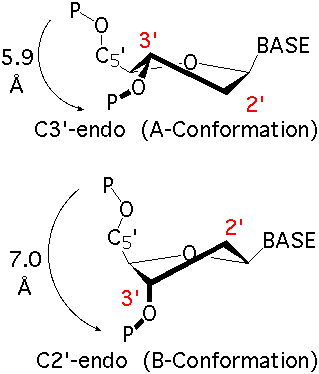 P
O
3'
C5'
O
BASE
5.9
Å
P
O
2'
C3'-endo (A-Conformation)
P
O
C5'
2'
7.0
Å
O
BASE
3'
O
P
C2'-endo (B-Conformation)